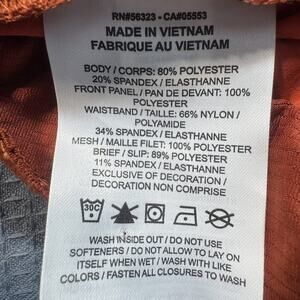 RN#56323 - CA#05553
MADE IN VIETNAM
FABRIQUE AU VIETNAM
BODY / CORPS: 80% POLYESTER
20% SPANDEX / ELASTHANNE
FRONT PANEL / PAN DE DEVANT: 100%
POLYESTER
WAISTBAND / TAILLE: 66% NYLON /
POLYAMIDE
34% SPANDEX / ELASTHANNE
MESH / MAILLE FILET: 100% POLYESTER
BRIEF / SLIP: 89% POLYESTER
11% SPANDEX / ELASTHANNE
EXCLUSIVE OF DECORATION /
DECORATION NON COMPRISE
30C
WASH INSIDE OUT / DO NOT USE
SOFTENERS / DO NOT ALLOW TO LAY ON
ITSELF WHEN WET / WASH WITH LIKE
COLORS / FASTEN ALL CLOSURES TO WASH